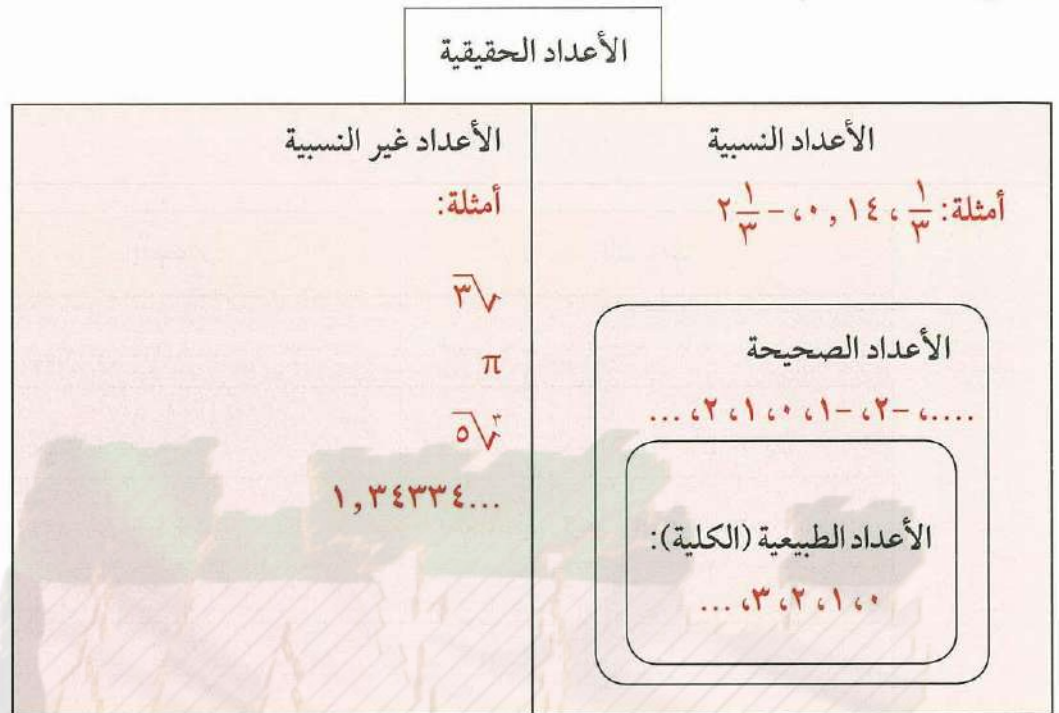 الأعداد الحقيقية
الأعداد النسبية
أمثلة: ١/٣ ، ١٤ , ٠، -٢ ١/٣
الأعداد الصحيحة
....، -٢، -١، ٠، ١، ٢، ...
الأعداد الطبيعية (الكلية):
٠، ١، ٢، ٣، ...
الأعداد غير النسبية
أمثلة:
√٣
π
∛٥
١,٣٤٣٣٤...